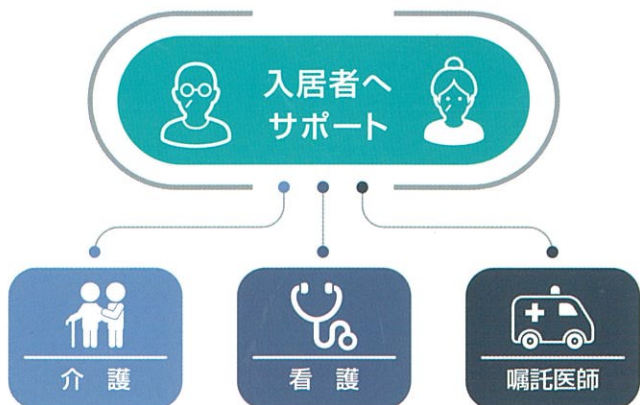 入居者へ
サポート
介護
看護
嘱託医師